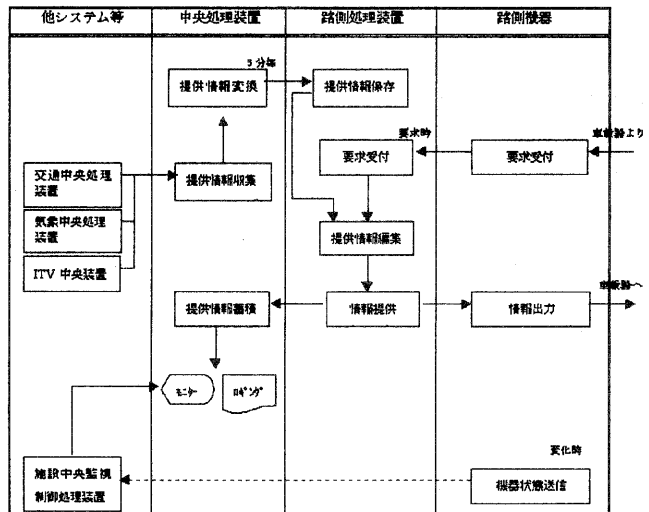 他システム等
中央処理装置
路側処理装置
路側機器
5分毎
提供情報変換
提供情報保存
要求時
車載器より
要求受付
要求受付
交通中央処理
装置
提供情報収集
気象中央処理
装置
提供情報編集
ITV 中央装置
提供情報蓄積
情報提供
情報出力
車載器へ
モニター
ロギング
変化時
施設中央監視
制御処理装置
機器状態送信